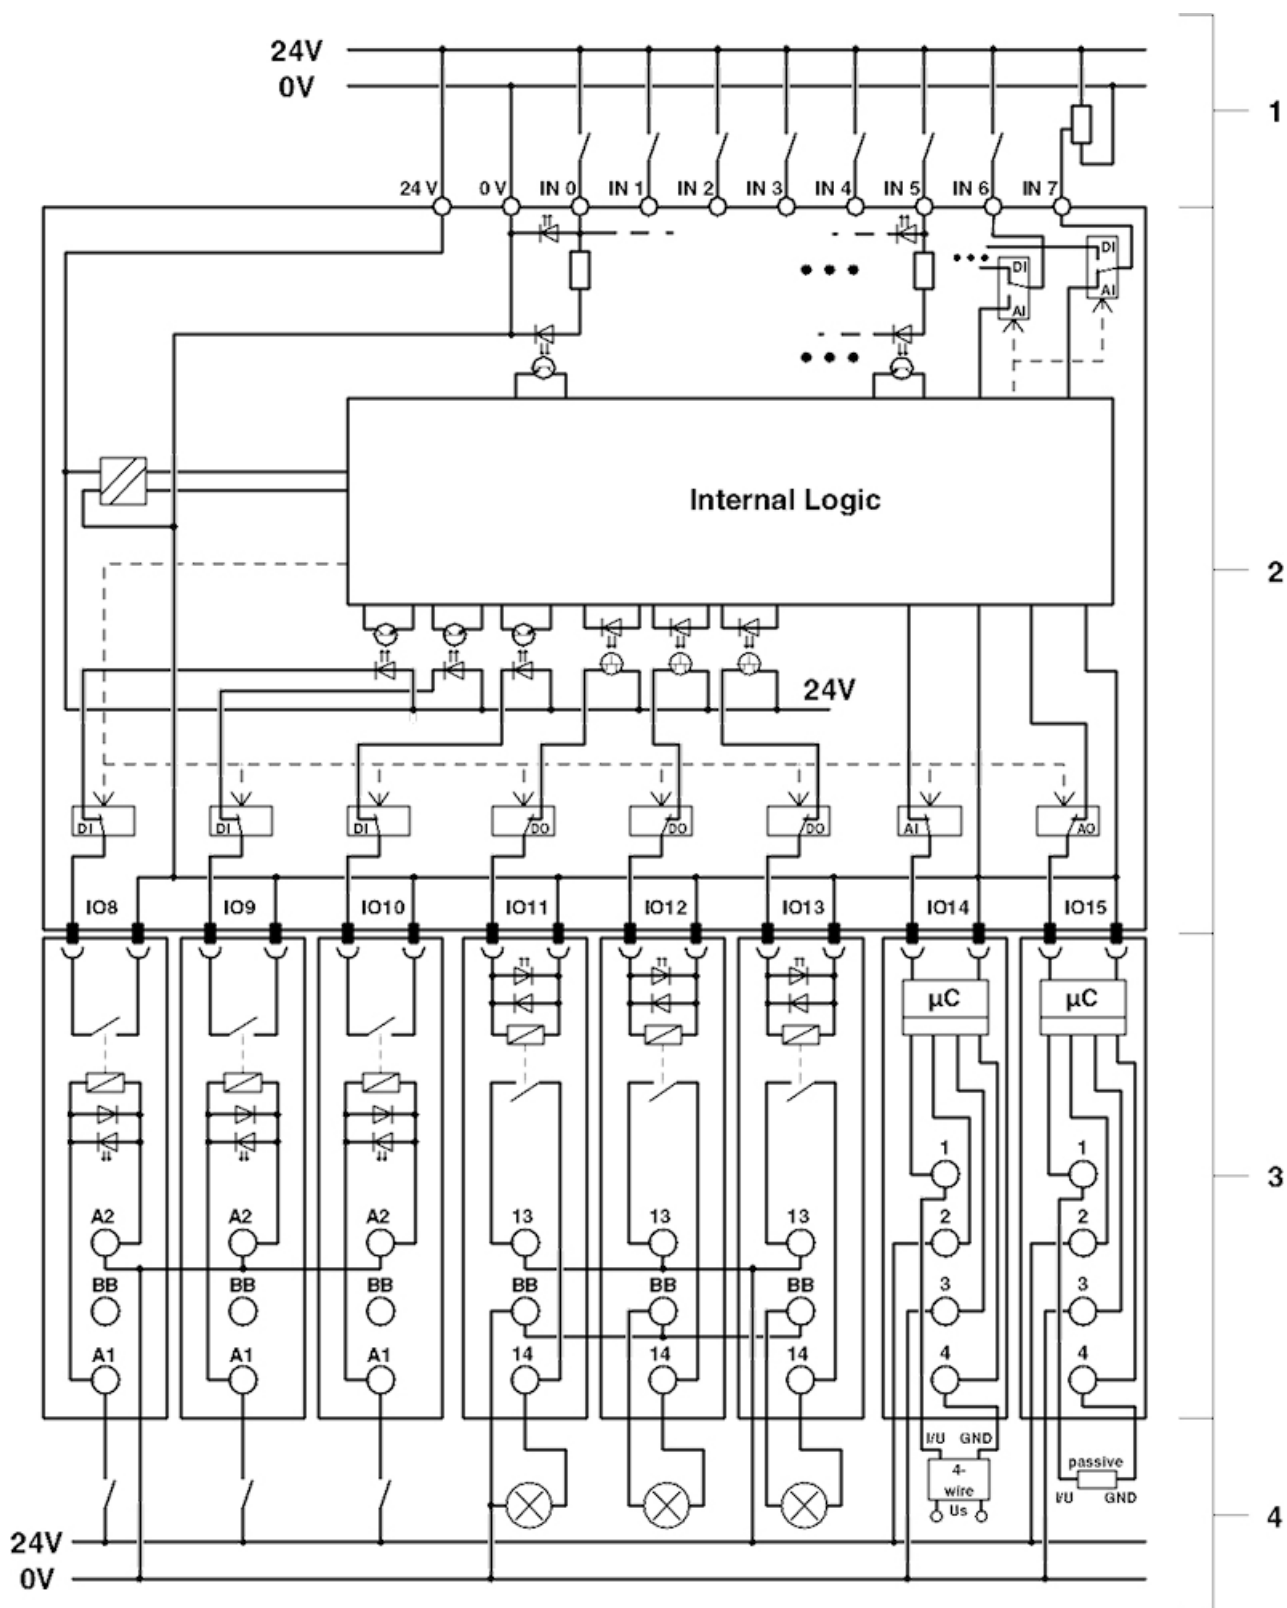 24V
0V
1
24 V 0 V IN 0 IN 1 IN 2 IN 3 IN 4 IN 5 IN 6 IN 7
DI
DI
AI
AI
Internal Logic
2
24V
DI DI DI DO DO DO AI AO
IO8 IO9 IO10 IO11 IO12 IO13 IO14 IO15
µC µC
1 1
3
A2 A2 A2 13 13 13 2 2
BB BB BB BB BB BB 3 3
A1 A1 A1 14 14 14 4 4
I/U GND
passive
4-
wire
I/U GND
Us
4
24V
0V